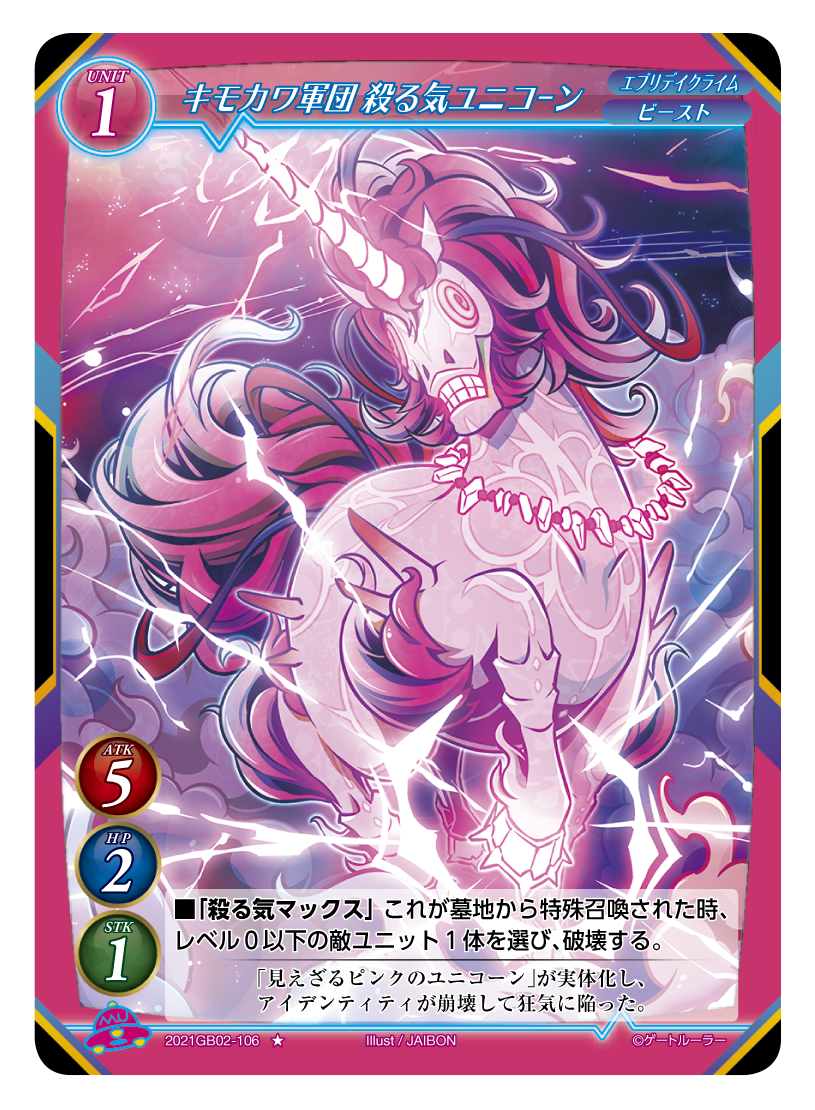 UNIT
1
キモカワ軍団 殺る気ユニコーン
エブリデイクライム
ビースト
ATK
5
HP
2
STK
1
■「殺る気マックス」これが墓地から特殊召喚された時、
レベル０以下の敵ユニット１体を選び、破壊する。
「見えざるピンクのユニコーン」が実体化し、
アイデンティティが崩壊して狂気に陥った。
MU
2021GB02-106 ★ Illust / JAIBON ©ゲートルーラー